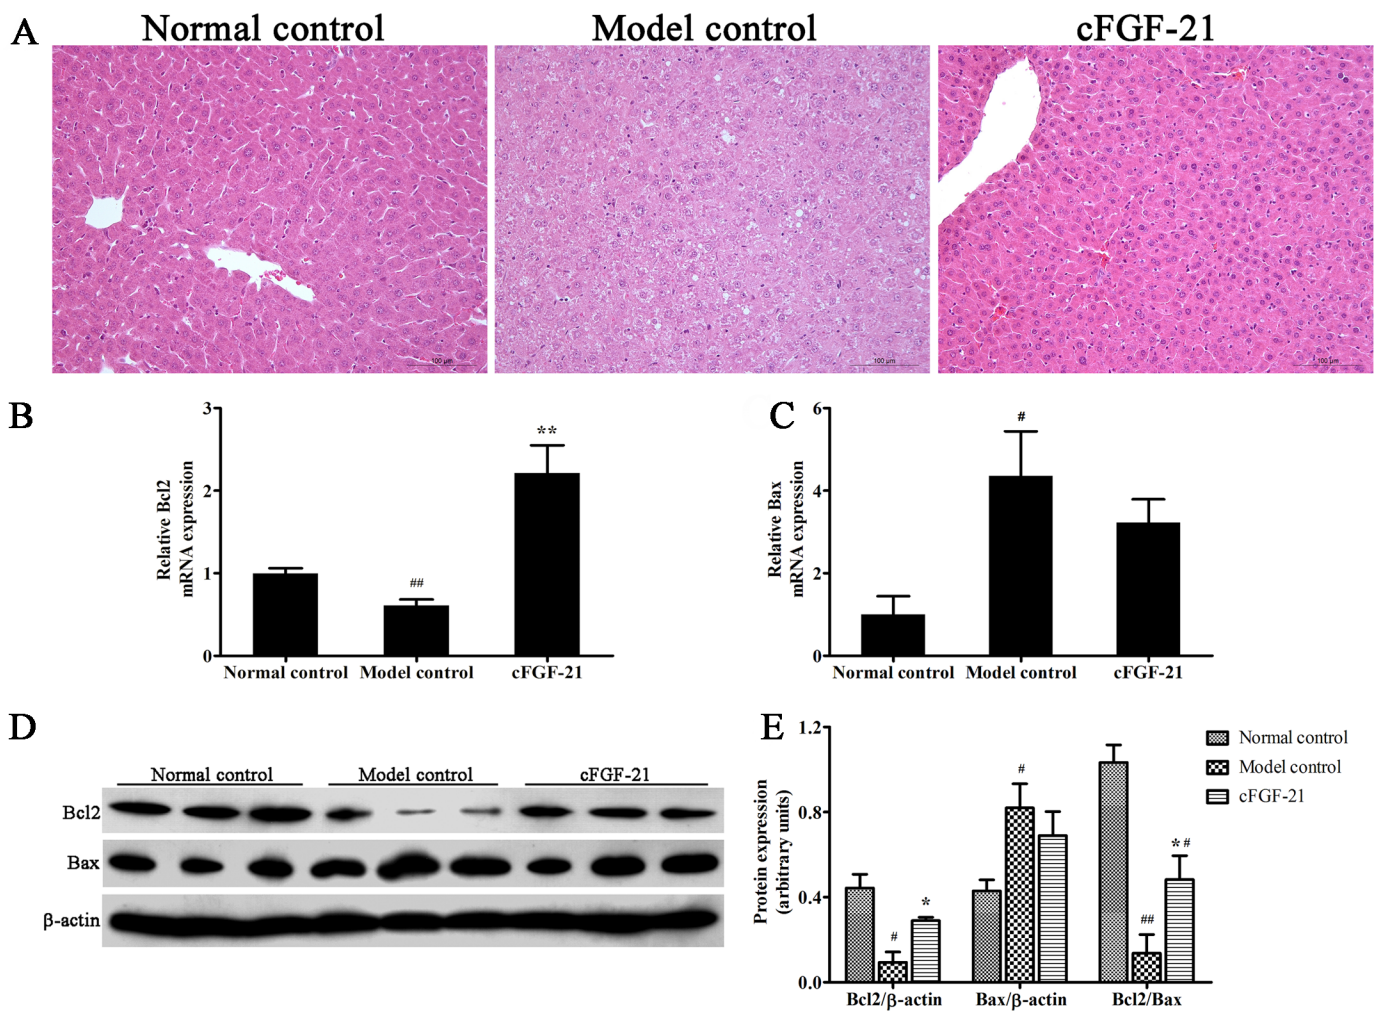 A
Normal control
Model control
cFGF-21
100 μm
100 μm
100 μm
B
Relative Bcl2
mRNA expression
3
2
1
0
##
**
Normal control
Model control
cFGF-21
C
Relative Bax
mRNA expression
6
4
2
0
#
Normal control
Model control
cFGF-21
D
Normal control
Model control
cFGF-21
Bcl2
Bax
β-actin
E
Protein expression
(arbitrary units)
1.2
0.8
0.4
0.0
#
*
#
##
* #
Bcl2/β-actin
Bax/β-actin
Bcl2/Bax
Normal control
Model control
cFGF-21